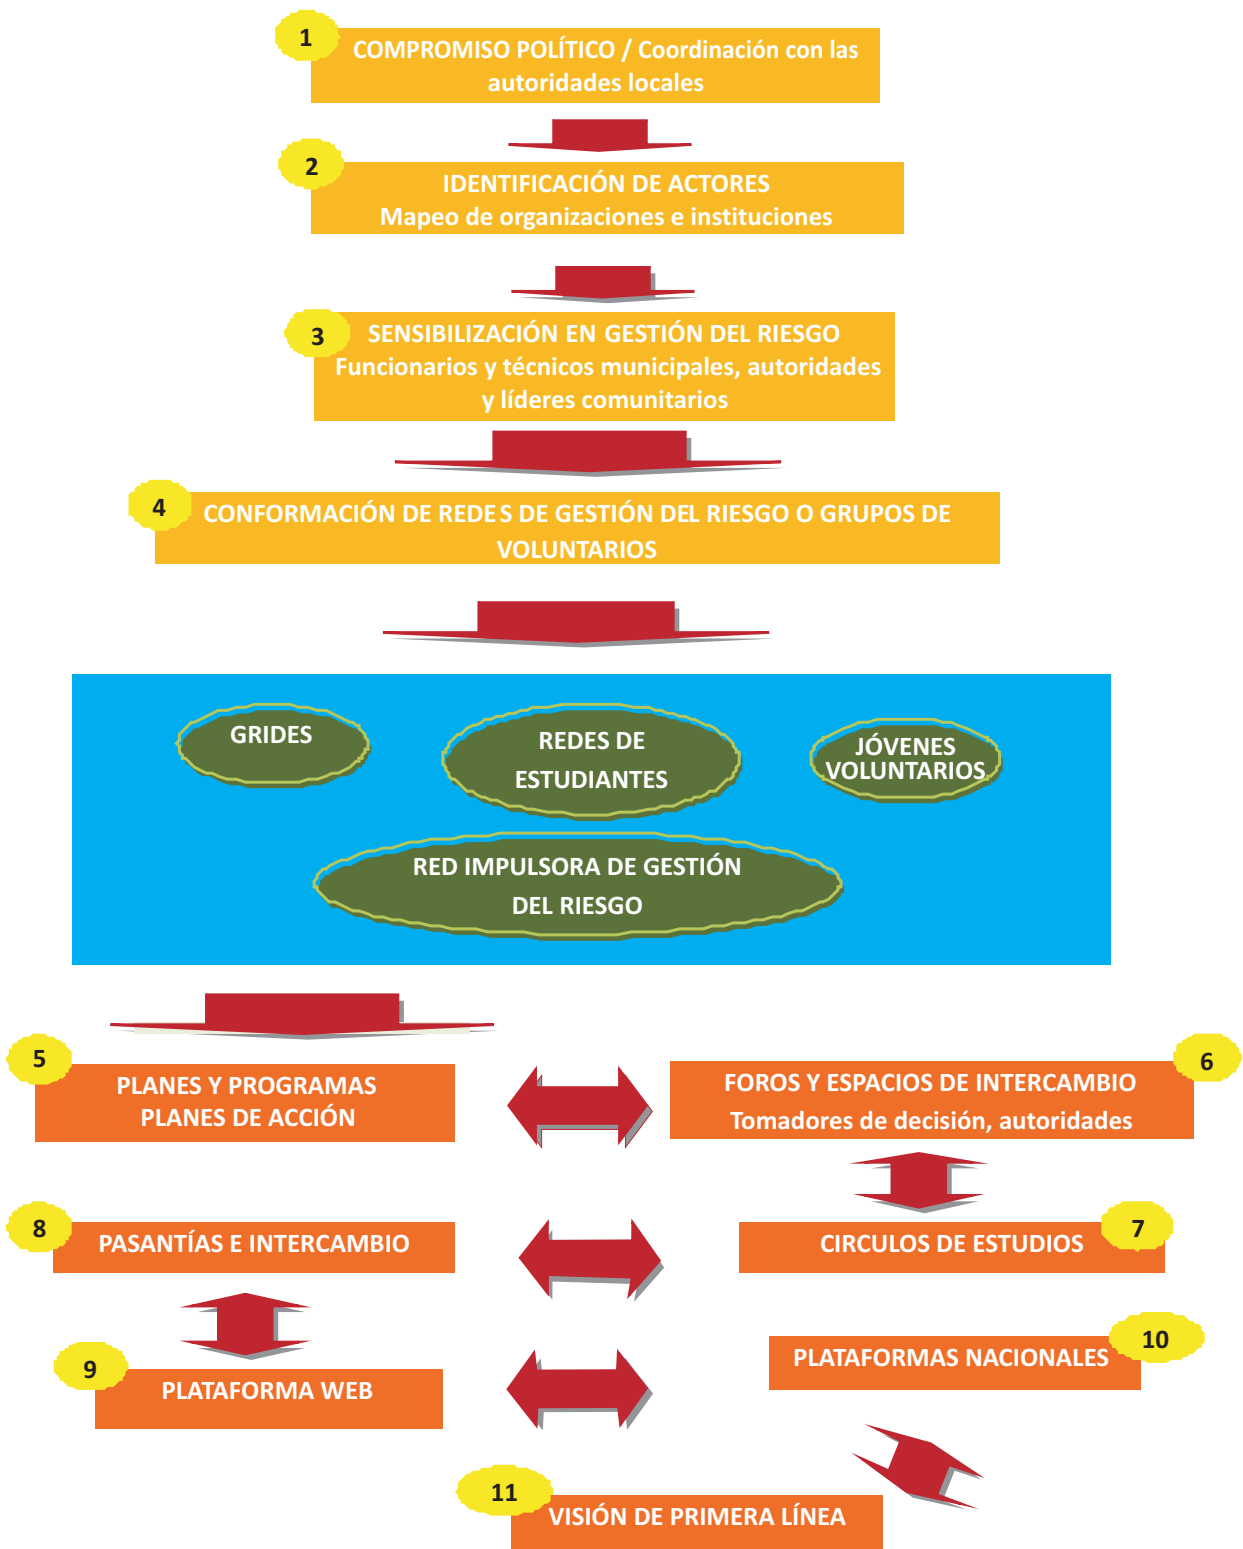 1
COMPROMISO POLÍTICO / Coordinación con las
autoridades locales
2
IDENTIFICACIÓN DE ACTORES
Mapeo de organizaciones e instituciones
3
SENSIBILIZACIÓN EN GESTIÓN DEL RIESGO
Funcionarios y técnicos municipales, autoridades
y líderes comunitarios
4
CONFORMACIÓN DE REDES DE GESTIÓN DEL RIESGO O GRUPOS DE
VOLUNTARIOS
GRIDES
REDES DE
ESTUDIANTES
JÓVENES
VOLUNTARIOS
RED IMPULSORA DE GESTIÓN
DEL RIESGO
5
PLANES Y PROGRAMAS
PLANES DE ACCIÓN
6
FOROS Y ESPACIOS DE INTERCAMBIO
Tomadores de decisión, autoridades
8
PASANTÍAS E INTERCAMBIO
7
CIRCULOS DE ESTUDIOS
9
PLATAFORMA WEB
10
PLATAFORMAS NACIONALES
11
VISIÓN DE PRIMERA LÍNEA